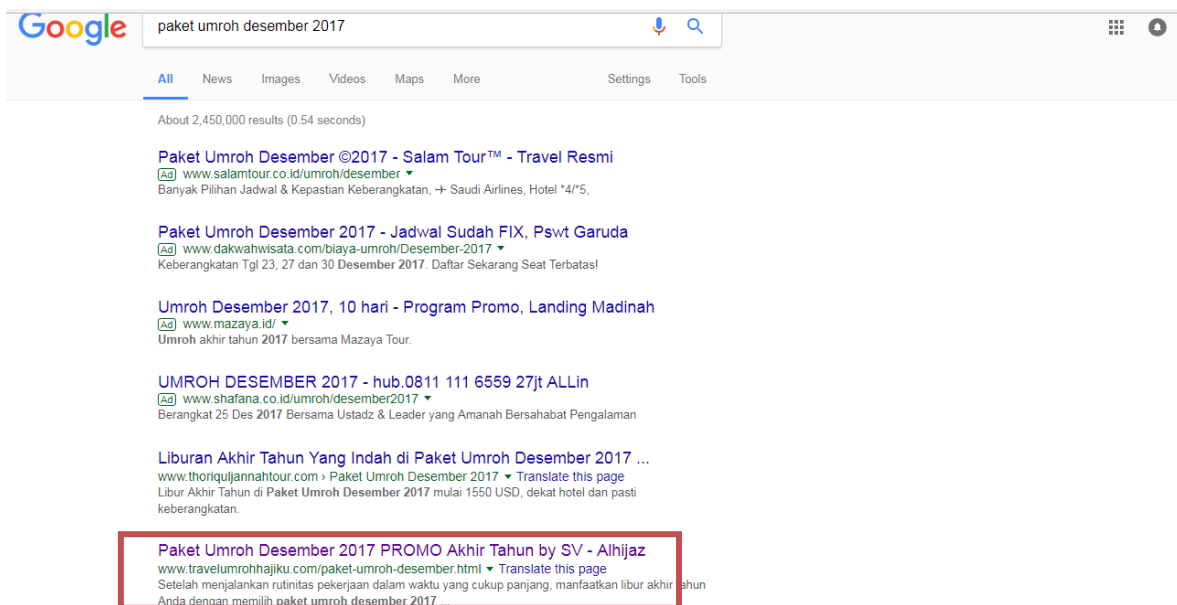 Google
paket umroh desember 2017
All News Images Videos Maps More Settings Tools
About 2,450,000 results (0.54 seconds)
Paket Umroh Desember ©2017 - Salam Tour™ - Travel Resmi
Ad www.salamtour.co.id/umroh/desember
Banyak Pilihan Jadwal & Kepastian Keberangkatan, ✈ Saudi Airlines, Hotel *4/*5,
Paket Umroh Desember 2017 - Jadwal Sudah FIX, Pswt Garuda
Ad www.dakwahwisata.com/biaya-umroh/Desember-2017
Keberangkatan Tgl 23, 27 dan 30 Desember 2017. Daftar Sekarang Seat Terbatas!
Umroh Desember 2017, 10 hari - Program Promo, Landing Madinah
Ad www.mazaya.id/
Umroh akhir tahun 2017 bersama Mazaya Tour.
UMROH DESEMBER 2017 - hub.0811 111 6559 27jt ALLin
Ad www.shafana.co.id/umroh/desember2017
Berangkat 25 Des 2017 Bersama Ustadz & Leader yang Amanah Bersahabat Pengalaman
Liburan Akhir Tahun Yang Indah di Paket Umroh Desember 2017 ...
www.thoriquljannahtour.com › Paket Umroh Desember 2017 Translate this page
Libur Akhir Tahun di Paket Umroh Desember 2017 mulai 1550 USD, dekat hotel dan pasti
keberangkatan.
Paket Umroh Desember 2017 PROMO Akhir Tahun by SV - Alhijaz
www.travelumrohhajiku.com/paket-umroh-desember.html Translate this page
Setelah menjalankan rutinitas pekerjaan dalam waktu yang cukup panjang, manfaatkan libur akhir tahun
Anda dengan memilih paket umroh desember 2017 ...